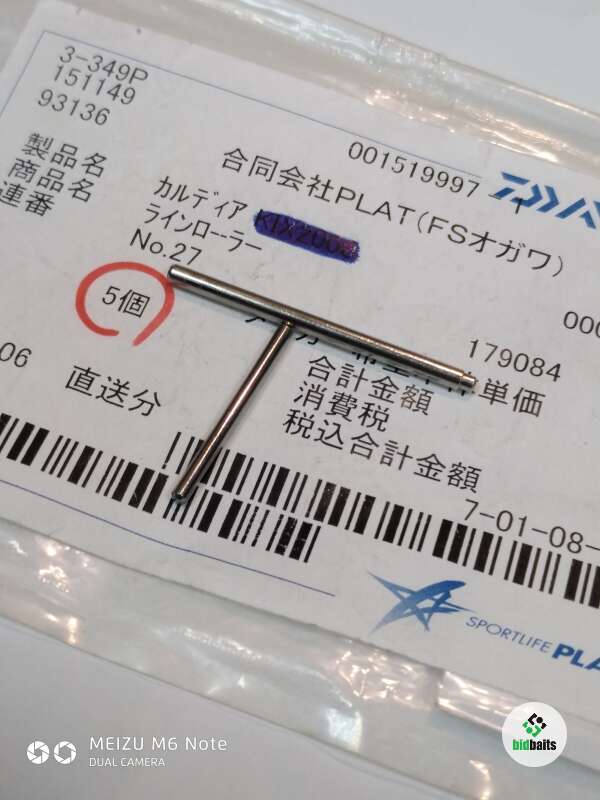 3-349P
151149
93136
001519997 - 1
DAIWA
製品名
商品名
連番
合同会社PLAT(FSオガワ)
カルディア KIX2003
ラインローラー
No.27
5個
179084
単価
合計金額
消費税
税込合計金額
06
直送分
7-01-08-
SPORTLIFE PLA
MEIZU M6 Note
DUAL CAMERA
bidbaits